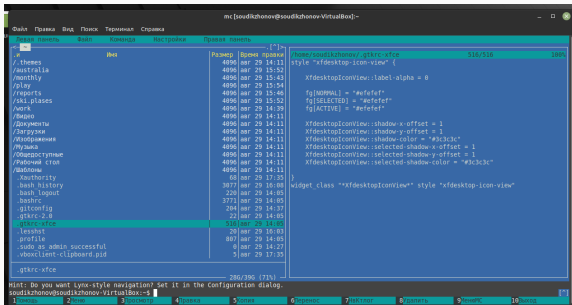 mc [soudikzhonov@soudikzhonov-VirtualBox]:~
Файл Правка Вид Поиск Терминал Справка
Левая панель Файл Команда Настройки Правая панель
<- ~ .[^]>
.и Имя Размер Время правки
/.themes 4096 авг 29 14:11
/australia 4096 авг 29 15:52
/monthly 4096 авг 29 15:43
/play 4096 авг 29 15:54
/reports 4096 авг 29 15:46
/ski.plases 4096 авг 29 15:52
/work 4096 авг 29 14:39
/Видео 4096 авг 29 14:11
/Документы 4096 авг 29 14:11
/Загрузки 4096 авг 29 14:11
/Изображения 4096 авг 29 14:11
/Музыка 4096 авг 29 14:11
/Общедоступные 4096 авг 29 14:11
/Рабочий стол 4096 авг 29 14:11
/Шаблоны 4096 авг 29 14:11
.Xauthority 68 авг 29 17:35
.bash_history 3077 авг 29 16:08
.bash_logout 220 авг 29 14:05
.bashrc 3771 авг 29 14:05
.gitconfig 204 авг 29 14:37
.gtkrc-2.0 22 авг 29 14:05
.gtkrc-xfce 516 авг 29 14:05
.lesshst 20 авг 29 16:03
.profile 807 авг 29 14:05
.sudo_as_admin_successful 0 авг 29 14:27
.vboxclient-clipboard.pid 5 авг 29 17:35
.gtkrc-xfce
28G/39G (71%)
/home/soudikzhonov/.gtkrc-xfce 516/516 100%
style "xfdesktop-icon-view" {
XfdesktopIconView::label-alpha = 0
fg[NORMAL] = "#efefef"
fg[SELECTED] = "#efefef"
fg[ACTIVE] = "#efefef"
XfdesktopIconView::shadow-x-offset = 1
XfdesktopIconView::shadow-y-offset = 1
XfdesktopIconView::shadow-color = "#3c3c3c"
XfdesktopIconView::selected-shadow-x-offset = 1
XfdesktopIconView::selected-shadow-y-offset = 1
XfdesktopIconView::selected-shadow-color = "#3c3c3c"
}
widget_class "*XfdesktopIconView*" style "xfdesktop-icon-view"
Hint: Do you want Lynx-style navigation? Set it in the Configuration dialog.
soudikzhonov@soudikzhonov-VirtualBox:~$ [^]
1Помощь 2Меню 3Просмотр 4Правка 5Копия 6Перенос 7НвКтлог 8Удалить 9МенюMC 10Выход